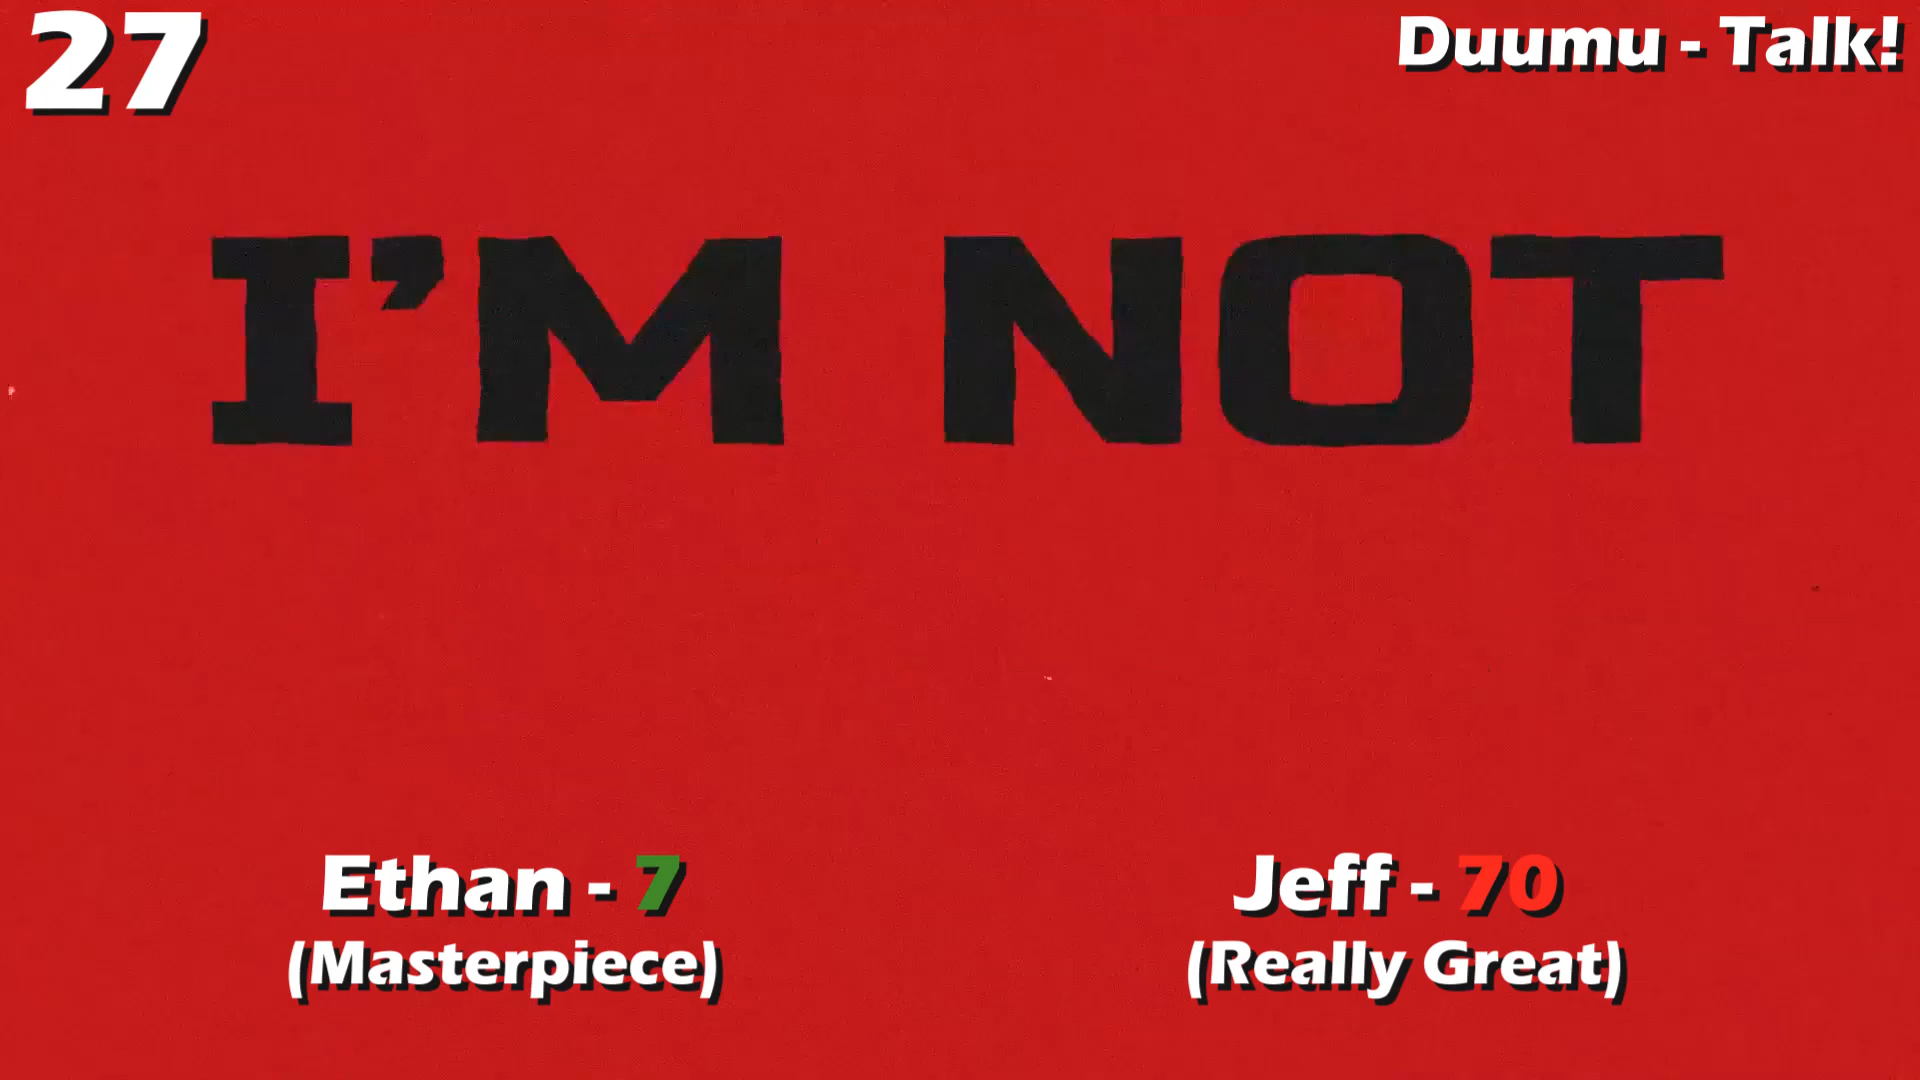 27
Duumu - Talk!
I'M NOT
Ethan - 7
(Masterpiece)
Jeff - 70
(Really Great)